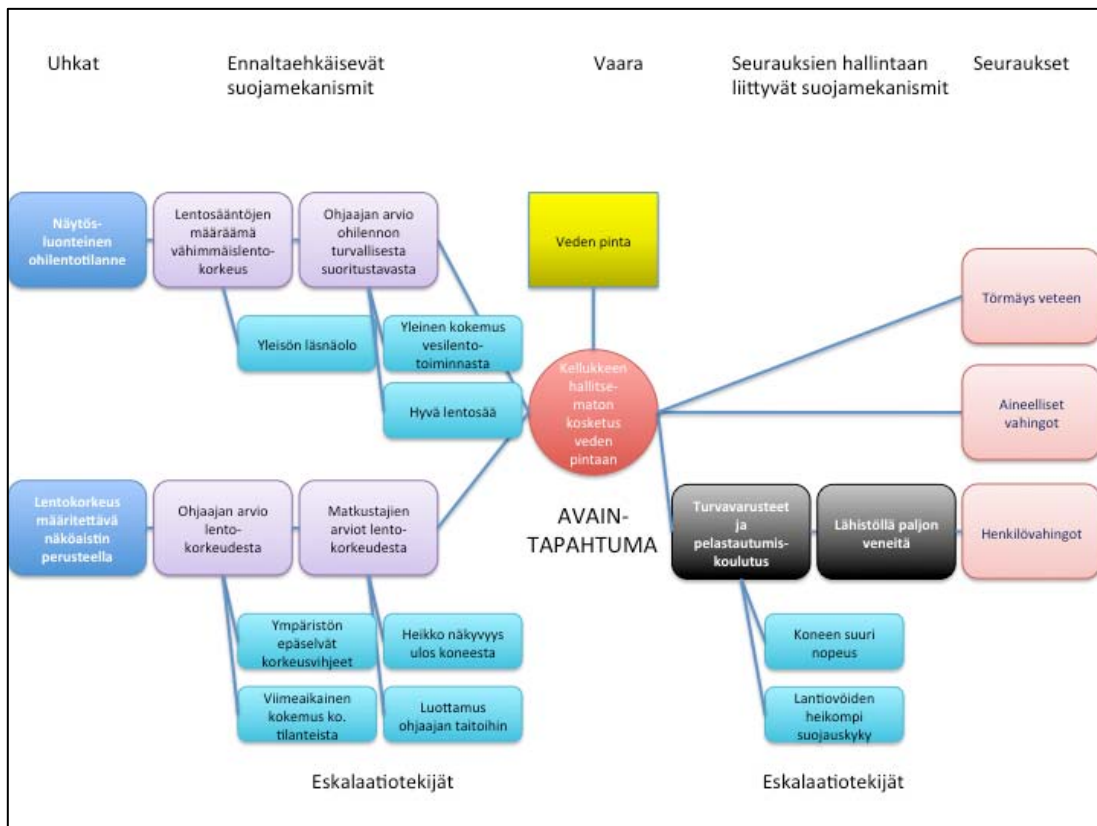 Uhkat
Ennaltaehkäisevät
suojamekanismit
Vaara
Seurauksien hallintaan
liittyvät suojamekanismit
Seuraukset
Näytös-
luonteinen
ohilentotilanne
Lentosääntöjen
määräämä
vähimmäislento-
korkeus
Ohjaajan arvio
ohilennon
turvallisesta
suoritustavasta
Veden pinta
Törmäys veteen
Yleisön läsnäolo
Yleinen kokemus
vesilento-
toiminnasta
Hyvä lentosää
Kellukkeen
hallitse-
maton
kosketus
veden
pintaan
Aineelliset
vahingot
Lentokorkeus
määritettävä
näköaistin
perusteella
Ohjaajan arvio
lento-
korkeudesta
Matkustajien
arviot lento-
korkeudesta
AVAIN-
TAPAHTUMA
Turvavarusteet
ja
pelastautumis-
koulutus
Lähistöllä paljon
veneitä
Henkilövahingot
Ympäristön
epäselvät
korkeusvihjeet
Heikko näkyvyys
ulos koneesta
Koneen suuri
nopeus
Viimeaikainen
kokemus ko.
tilanteista
Luottamus
ohjaajan taitoihin
Lantiovöiden
heikompi
suojauskyky
Eskalaatiotekijät
Eskalaatiotekijät